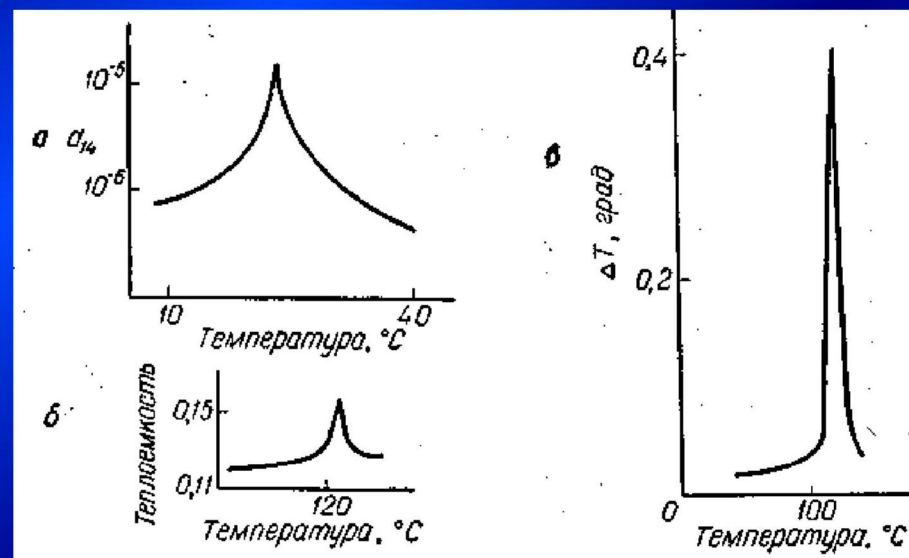 10⁻⁵
а d₁₄
10⁻⁶
10 40
Температура, °C
б
Теплоемкость
0,15
0,11
120
Температура, °C
в
0,4
ΔT, град
0,2
0 100
Температура, °C